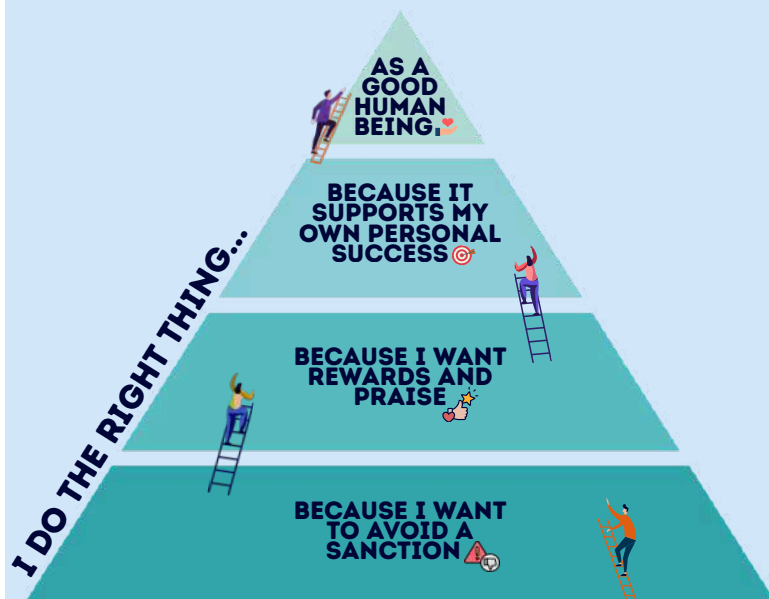 I DO THE RIGHT THING...
AS A
GOOD
HUMAN
BEING
BECAUSE IT
SUPPORTS MY
OWN PERSONAL
SUCCESS
BECAUSE I WANT
REWARDS AND
PRAISE
BECAUSE I WANT
TO AVOID A
SANCTION